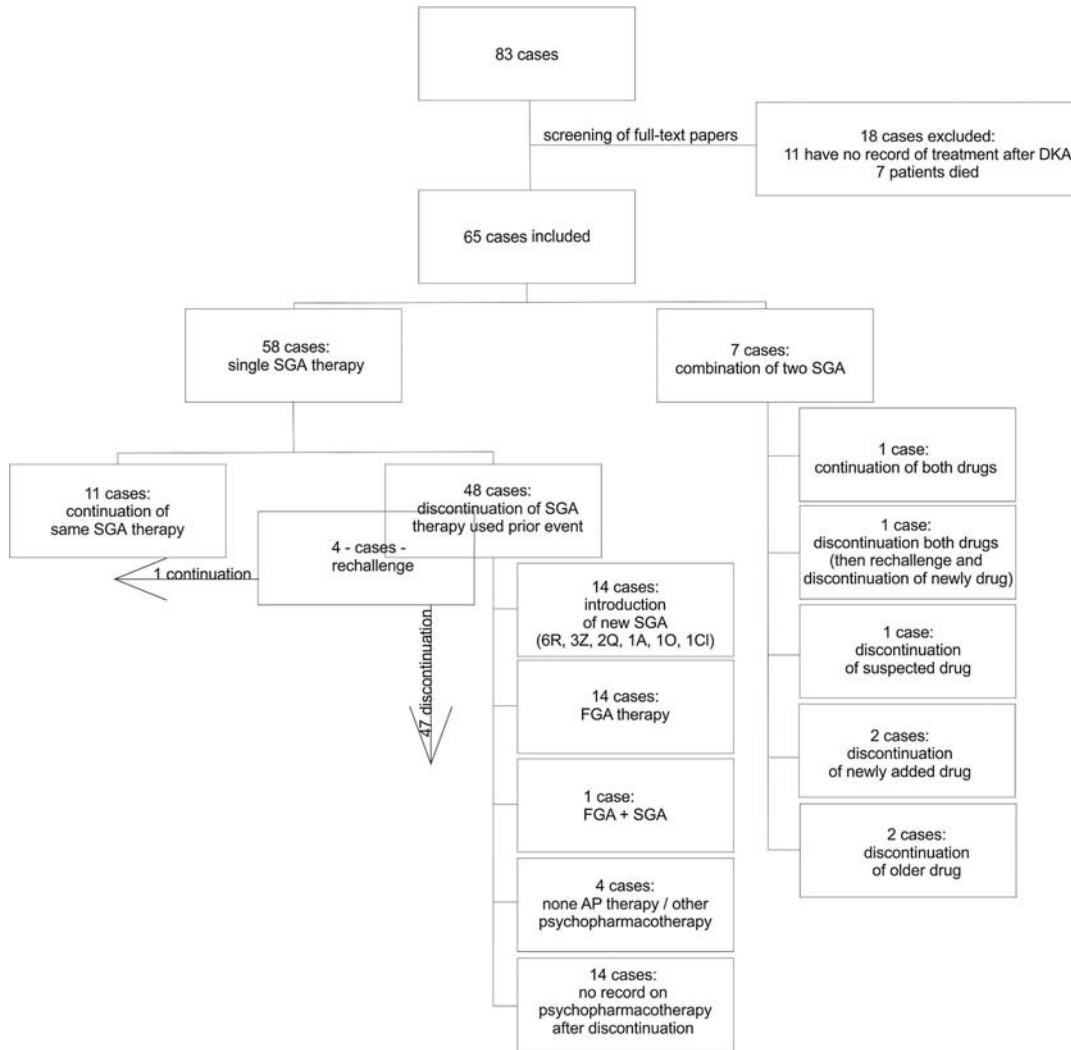 83 cases
screening of full-text papers
18 cases excluded:
11 have no record of treatment after DKA
7 patients died
65 cases included
58 cases:
single SGA therapy
7 cases:
combination of two SGA
11 cases:
continuation of
same SGA therapy
48 cases:
discontinuation of SGA
therapy used prior event
4 - cases -
rechallenge
1 continuation
47 discontinuation
14 cases:
introduction
of new SGA
(6R, 3Z, 2Q, 1A, 1O, 1Cl)
14 cases:
FGA therapy
1 case:
FGA + SGA
4 cases:
none AP therapy / other
psychopharmacotherapy
14 cases:
no record on
psychopharmacotherapy
after discontinuation
1 case:
continuation of both drugs
1 case:
discontinuation both drugs
(then rechallenge and
discontinuation of newly drug)
1 case:
discontinuation
of suspected drug
2 cases:
discontinuation
of newly added drug
2 cases:
discontinuation
of older drug